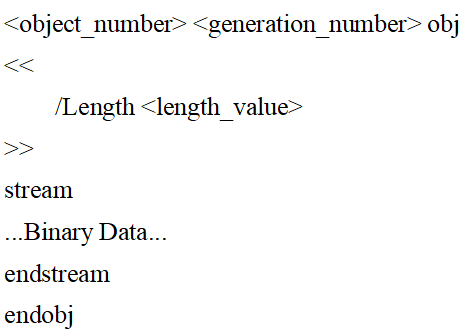 <object_number> <generation_number> obj
<<
/Length <length_value>
>>
stream
...Binary Data...
endstream
endobj